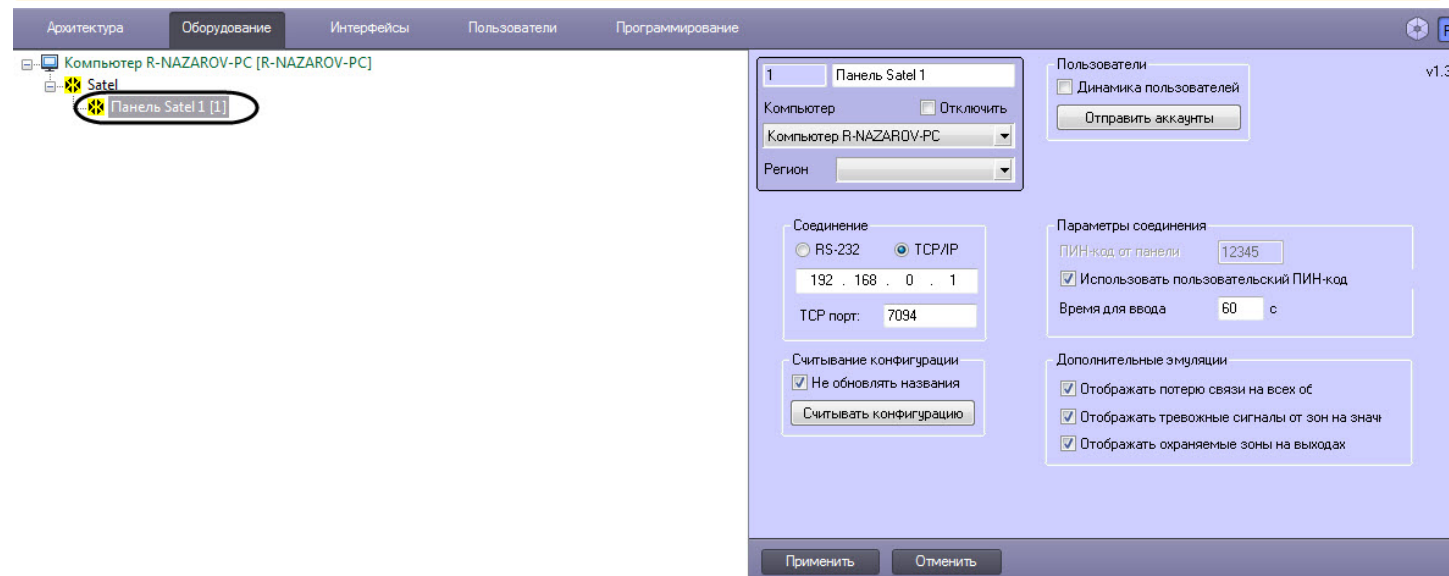 Архитектура Оборудование Интерфейсы Пользователи Программирование
Компьютер R-NAZAROV-PC [R-NAZAROV-PC]
Satel
Панель Satel 1 [1]
1 Панель Satel 1
Компьютер Отключить
Компьютер R-NAZAROV-PC
Регион
Пользователи
Динамика пользователей
Отправить аккаунты
v1.3
Соединение
RS-232 TCP/IP
192 . 168 . 0 . 1
TCP порт: 7094
Параметры соединения
ПИН-код от панели 12345
Использовать пользовательский ПИН-код
Время для ввода 60 с
Считывание конфигурации
Не обновлять названия
Считывать конфигурацию
Дополнительные эмуляции
Отображать потерю связи на всех об
Отображать тревожные сигналы от зон на знач
Отображать охраняемые зоны на выходах
Применить Отменить